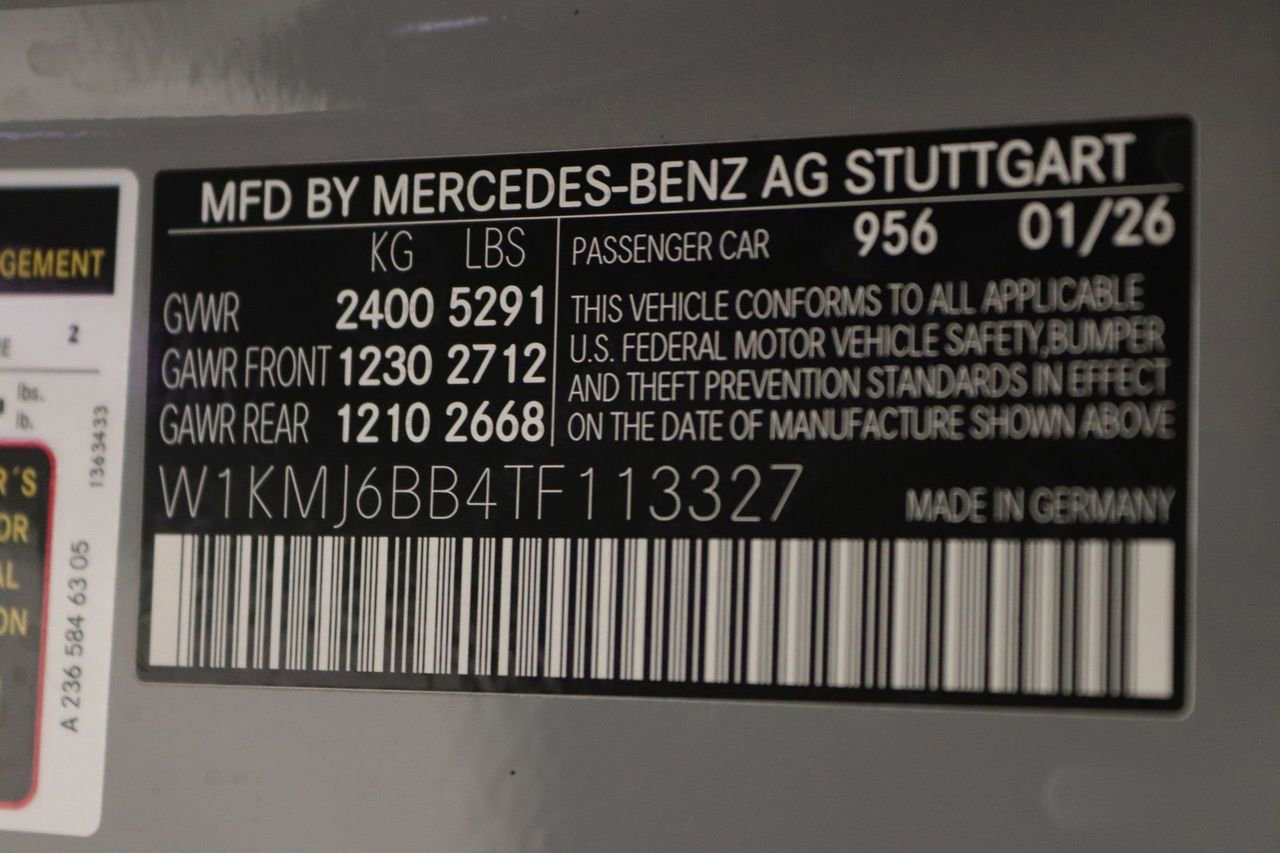 MFD BY MERCEDES-BENZ AG STUTTGART
KG LBS
GVWR 2400 5291
GAWR FRONT 1230 2712
GAWR REAR 1210 2668
PASSENGER CAR 956 01/26
THIS VEHICLE CONFORMS TO ALL APPLICABLE
U.S. FEDERAL MOTOR VEHICLE SAFETY,BUMPER
AND THEFT PREVENTION STANDARDS IN EFFECT
ON THE DATE OF MANUFACTURE SHOWN ABOVE
W1KMJ6BB4TF113327
MADE IN GERMANY
GEMENT
2
lbs.
lb.
1363433
R´S
OR
AL
ON
A 236 584 63 05